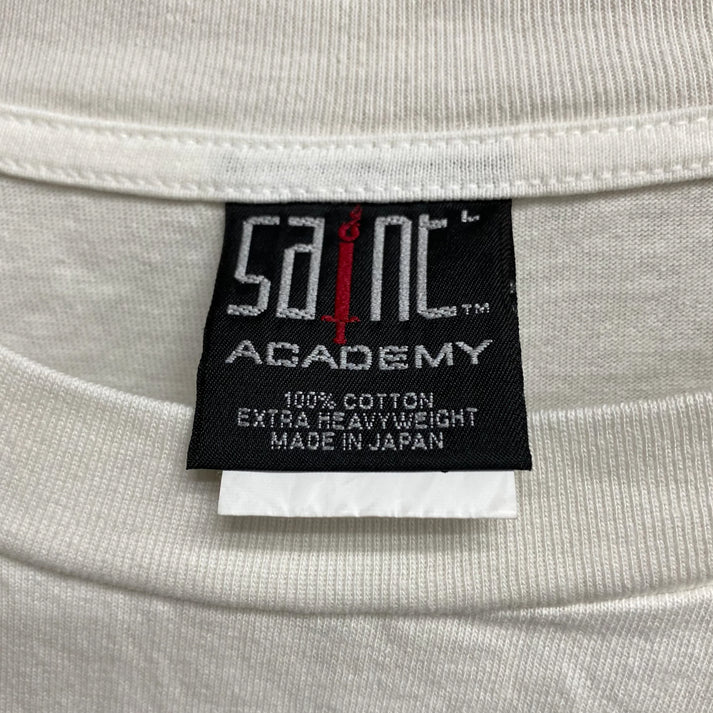 saint™
ACADEMY
100% COTTON
EXTRA HEAVYWEIGHT
MADE IN JAPAN